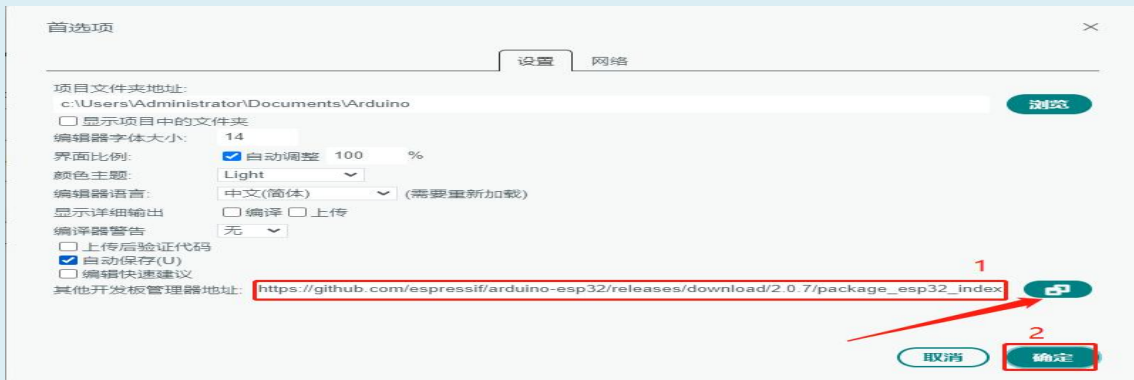 首选项
设置 网络
项目文件夹地址:
c:\Users\Administrator\Documents\Arduino 浏览
显示项目中的文件夹
编辑器字体大小: 14
界面比例: 自动调整 100 %
颜色主题: Light
编辑器语言: 中文(简体) (需要重新加载)
显示详细输出 编译 上传
编译器警告 无
上传后验证代码
自动保存(U)
编辑快速建议
1
其他开发板管理器地址: https://github.com/espressif/arduino-esp32/releases/download/2.0.7/package_esp32_index
2
取消 确定